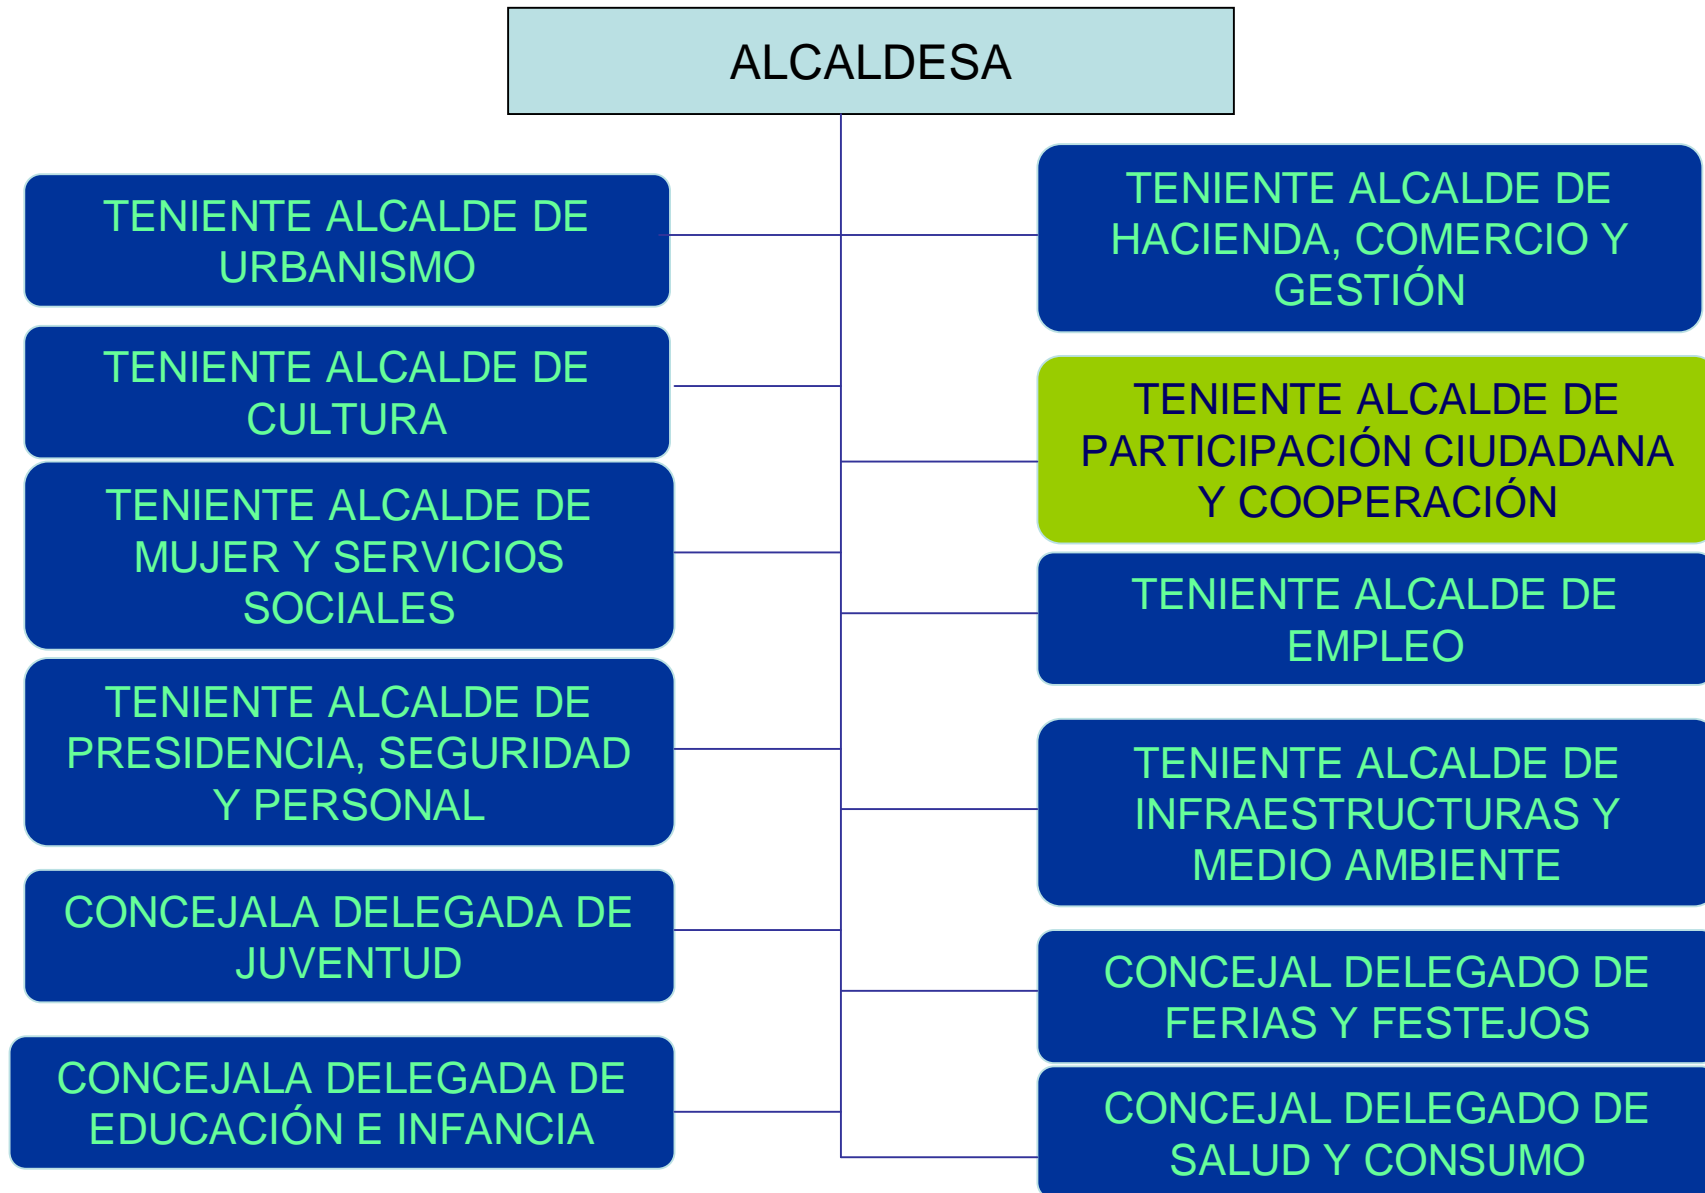 ALCALDESA
TENIENTE ALCALDE DE
URBANISMO
TENIENTE ALCALDE DE
CULTURA
TENIENTE ALCALDE DE
MUJER Y SERVICIOS
SOCIALES
TENIENTE ALCALDE DE
PRESIDENCIA, SEGURIDAD
Y PERSONAL
CONCEJALA DELEGADA DE
JUVENTUD
CONCEJALA DELEGADA DE
EDUCACIÓN E INFANCIA
TENIENTE ALCALDE DE
HACIENDA, COMERCIO Y
GESTIÓN
TENIENTE ALCALDE DE
PARTICIPACIÓN CIUDADANA
Y COOPERACIÓN
TENIENTE ALCALDE DE
EMPLEO
TENIENTE ALCALDE DE
INFRAESTRUCTURAS Y
MEDIO AMBIENTE
CONCEJAL DELEGADO DE
FERIAS Y FESTEJOS
CONCEJAL DELEGADO DE
SALUD Y CONSUMO